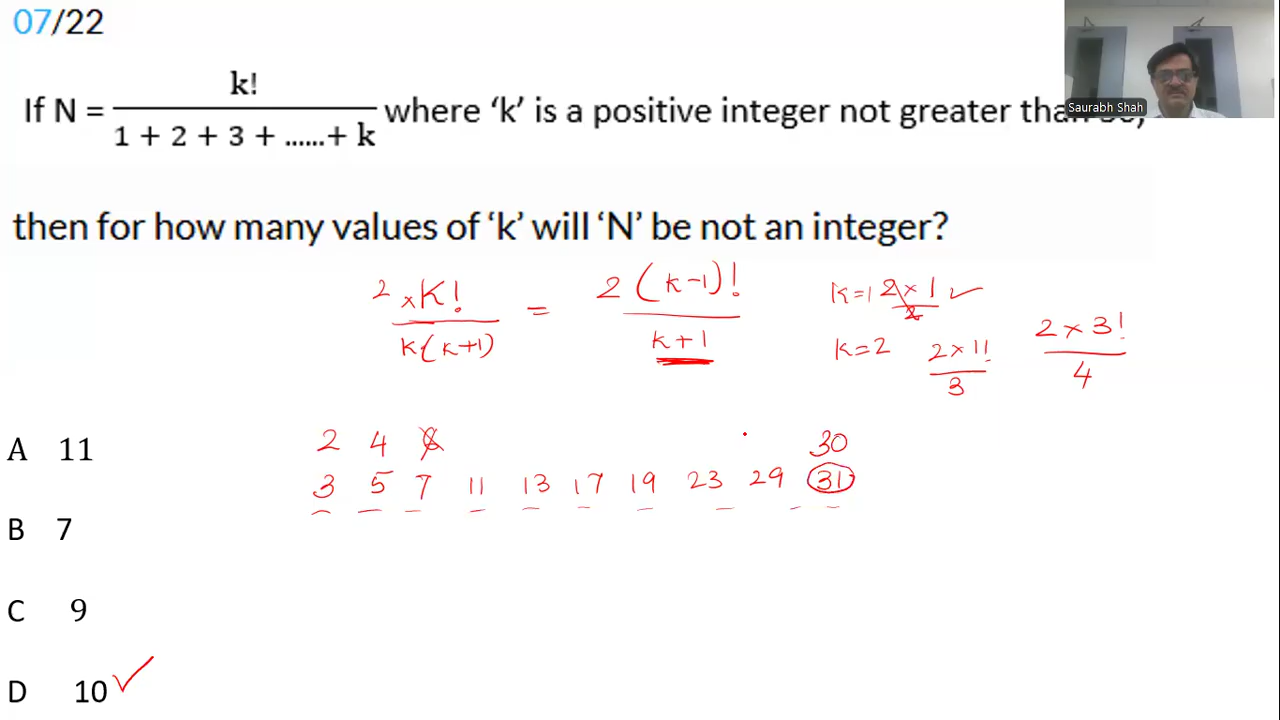 07/22
Saurabh Shah
k!
If N = ―――――――― where ‘k’ is a positive integer not greater than
1 + 2 + 3 + ......+ k
then for how many values of ‘k’ will ‘N’ be not an integer?
2 × K! / k(k+1) = 2(k-1)! / k+1
k=1 2×1 / 2 ✓
k=2 2×1! / 3
2×3! / 4
2 4 6 30
3 5 7 11 13 17 19 23 29 31
A 11
B 7
C 9
D 10 ✓